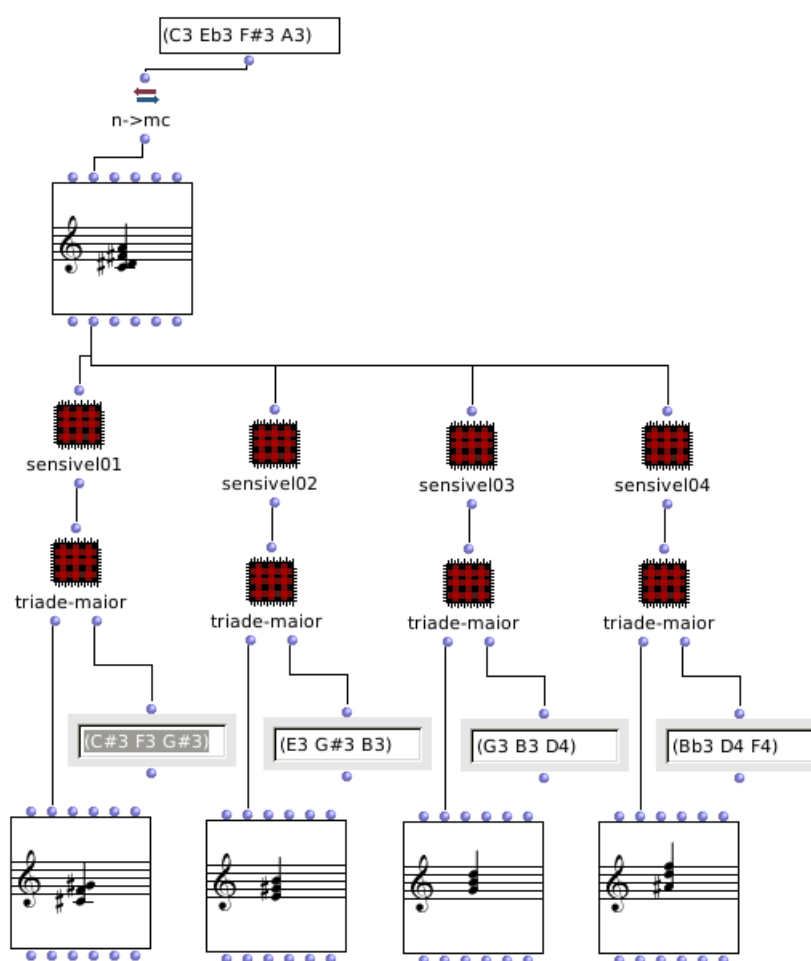 (C3 Eb3 F#3 A3)
n->mc
sensivel01
sensivel02
sensivel03
sensivel04
triade-maior
triade-maior
triade-maior
triade-maior
(C#3 F3 G#3)
(E3 G#3 B3)
(G3 B3 D4)
(Bb3 D4 F4)